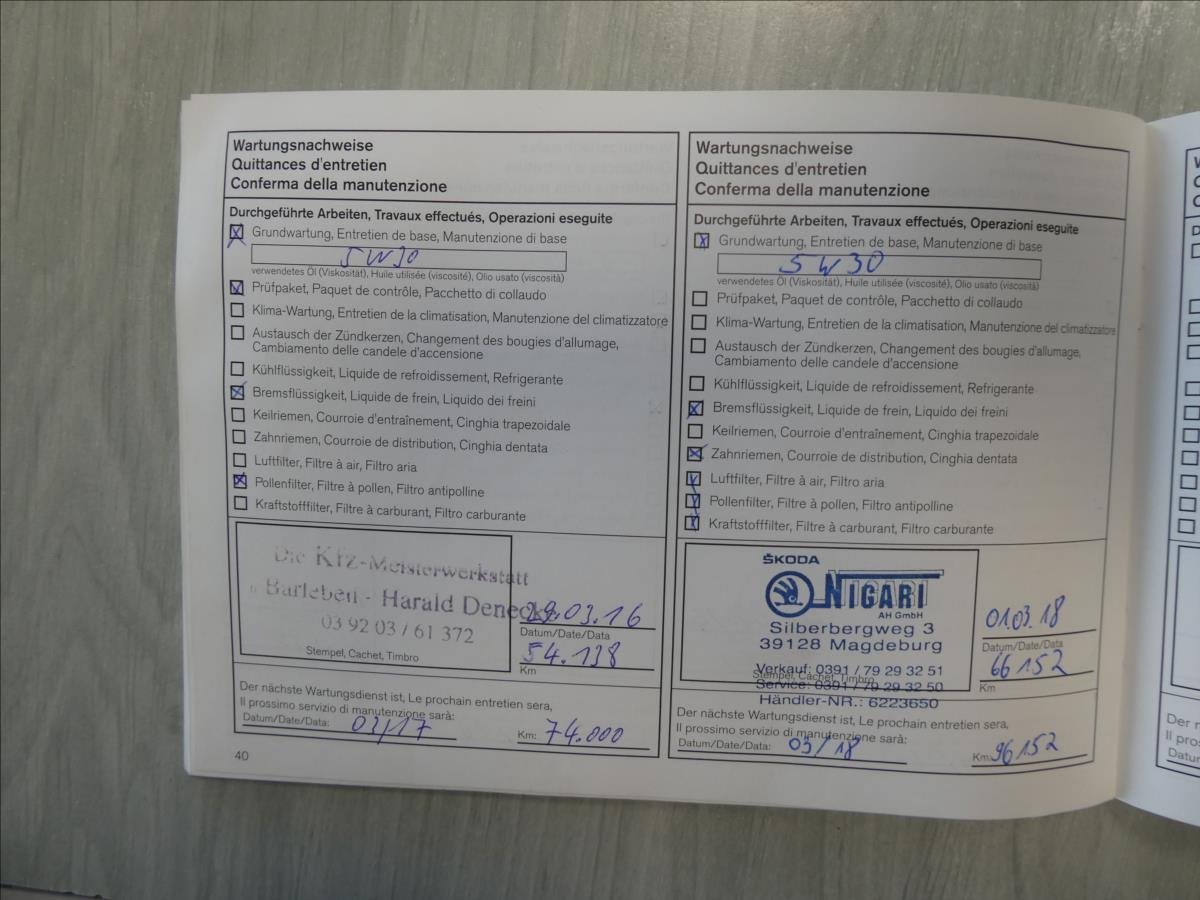 Wartungsnachweise
Quittances d'entretien
Conferma della manutenzione
Durchgeführte Arbeiten, Travaux effectués, Operazioni eseguite
Grundwartung, Entretien de base, Manutenzione di base
5W30
verwendetes Öl (Viskosität), Huile utilisée (viscosité), Olio usato (viscosità)
Prüfpaket, Paquet de contrôle, Pacchetto di collaudo
Klima-Wartung, Entretien de la climatisation, Manutenzione del climatizzatore
Austausch der Zündkerzen, Changement des bougies d'allumage,
Cambiamento delle candele d'accensione
Kühlflüssigkeit, Liquide de refroidissement, Refrigerante
Bremsflüssigkeit, Liquide de frein, Liquido dei freini
Keilriemen, Courroie d'entraînement, Cinghia trapezoidale
Zahnriemen, Courroie de distribution, Cinghia dentata
Luftfilter, Filtre à air, Filtro aria
Pollenfilter, Filtre à pollen, Filtro antipolline
Kraftstofffilter, Filtre à carburant, Filtro carburante
Die Kfz-Meisterwerkstatt
Barleben - Harald Denecke
03 92 03 / 61 372
Stempel, Cachet, Timbro
29.03.16
Datum/Date/Data
54.138
Km
Der nächste Wartungsdienst ist, Le prochain entretien sera,
Il prossimo servizio di manutenzione sarà:
Datum/Date/Data: 03/17 Km: 74.000
40
Wartungsnachweise
Quittances d'entretien
Conferma della manutenzione
Durchgeführte Arbeiten, Travaux effectués, Operazioni eseguite
Grundwartung, Entretien de base, Manutenzione di base
5W30
verwendetes Öl (Viskosität), Huile utilisée (viscosité), Olio usato (viscosità)
Prüfpaket, Paquet de contrôle, Pacchetto di collaudo
Klima-Wartung, Entretien de la climatisation, Manutenzione del climatizzatore
Austausch der Zündkerzen, Changement des bougies d'allumage,
Cambiamento delle candele d'accensione
Kühlflüssigkeit, Liquide de refroidissement, Refrigerante
Bremsflüssigkeit, Liquide de frein, Liquido dei freini
Keilriemen, Courroie d'entraînement, Cinghia trapezoidale
Zahnriemen, Courroie de distribution, Cinghia dentata
Luftfilter, Filtre à air, Filtro aria
Pollenfilter, Filtre à pollen, Filtro antipolline
Kraftstofffilter, Filtre à carburant, Filtro carburante
ŠKODA
NIGARI
AH GmbH
Silberbergweg 3
39128 Magdeburg
Verkauf: 0391 / 79 29 32 51
Stempel, Cachet, Timbro
Service: 0391 / 79 29 32 50
Händler-NR.: 6223650
01.03.18
Datum/Date/Data
66152
Km
Der nächste Wartungsdienst ist, Le prochain entretien sera,
Il prossimo servizio di manutenzione sarà:
Datum/Date/Data: 03/18 Km: 96152
Der
Il pros
Datu